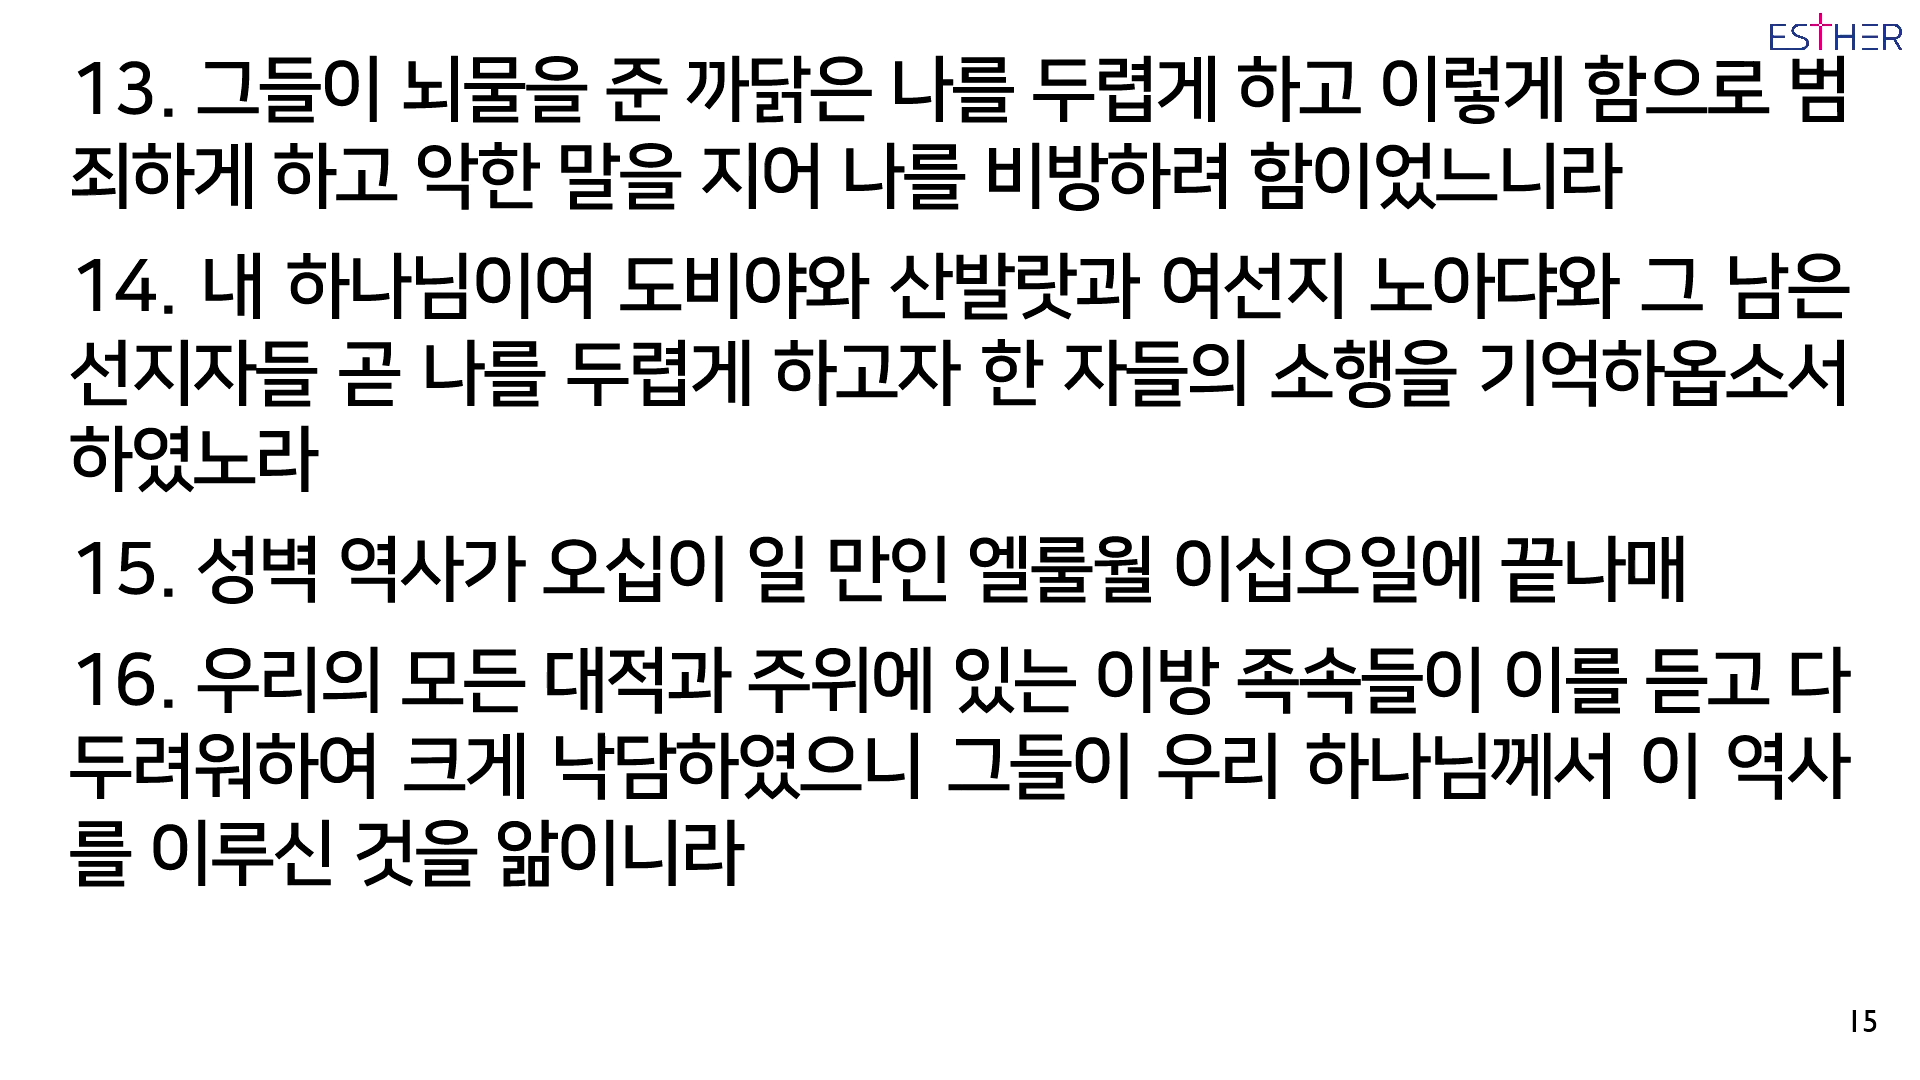 ESTHER
13. 그들이 뇌물을 준 까닭은 나를 두렵게 하고 이렇게 함으로 범
죄하게 하고 악한 말을 지어 나를 비방하려 함이었느니라
14. 내 하나님이여 도비야와 산발랏과 여선지 노아댜와 그 남은
선지자들 곧 나를 두렵게 하고자 한 자들의 소행을 기억하옵소서
하였노라
15. 성벽 역사가 오십이 일 만인 엘룰월 이십오일에 끝나매
16. 우리의 모든 대적과 주위에 있는 이방 족속들이 이를 듣고 다
두려워하여 크게 낙담하였으니 그들이 우리 하나님께서 이 역사
를 이루신 것을 앎이니라
15